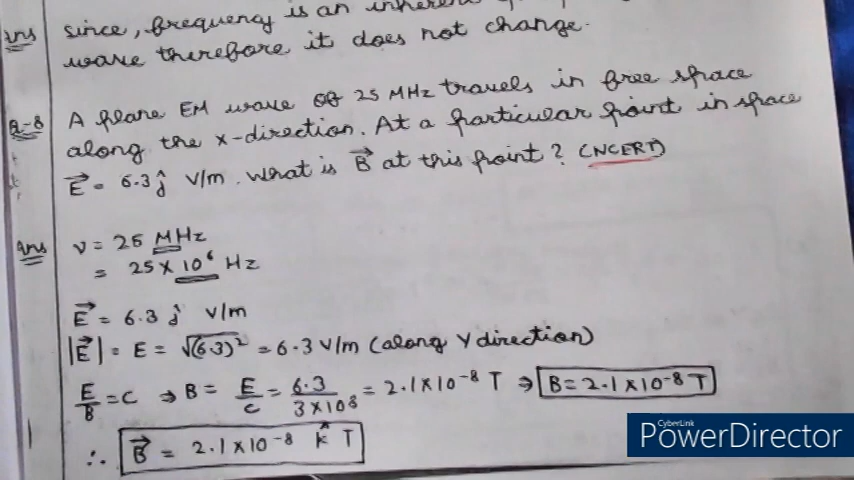 Ans since, frequency is an inherent
wave therefore it does not change.
Q-8 A plane EM wave of 25 MHz travels in free space
along the x-direction. At a particular point in space
E⃗ = 6.3 ĵ V/m. What is B⃗ at this point? (NCERT)
Ans ν = 25 MHz
= 25 × 10⁶ Hz
E⃗ = 6.3 ĵ V/m
|E⃗| = E = √(6.3)² = 6.3 V/m (along Y direction)
E/B = C ⇒ B = E/c = 6.3/3×10⁸ = 2.1×10⁻⁸ T ⇒ B = 2.1×10⁻⁸ T
∴ B⃗ = 2.1×10⁻⁸ k̂ T
CyberLink
PowerDirector